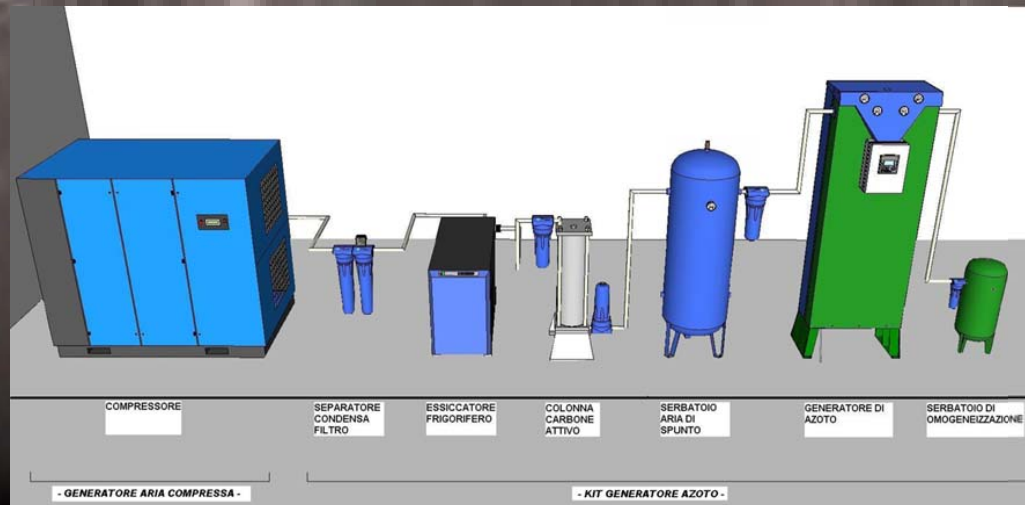 COMPRESSORE
SEPARATORE
CONDENSA
FILTRO
ESSICCATORE
FRIGORIFERO
COLONNA
CARBONE
ATTIVO
SERBATOIO
ARIA DI
SPUNTO
GENERATORE DI
AZOTO
SERBATOIO DI
OMOGENEIZZAZIONE
- GENERATORE ARIA COMPRESSA -
- KIT GENERATORE AZOTO -